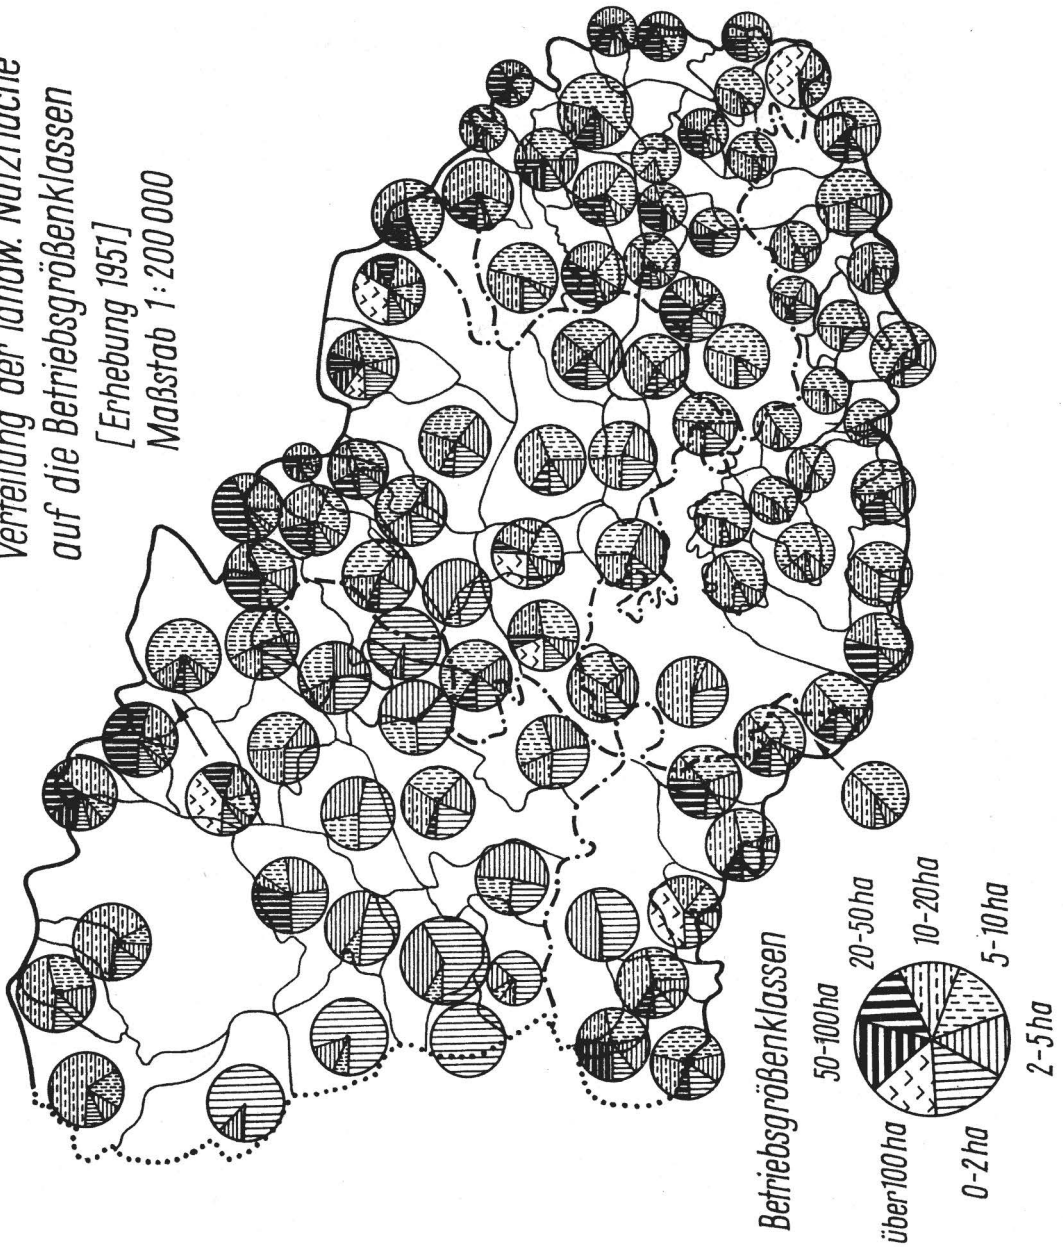 Verteilung der landw. Nutzfläche
auf die Betriebsgrößenklassen
[Erhebung 1951]
Maßstab 1:200 000
Betriebsgrößenklassen
50-100ha
20-50ha
über100ha
10-20ha
0-2ha
5-10ha
2-5ha